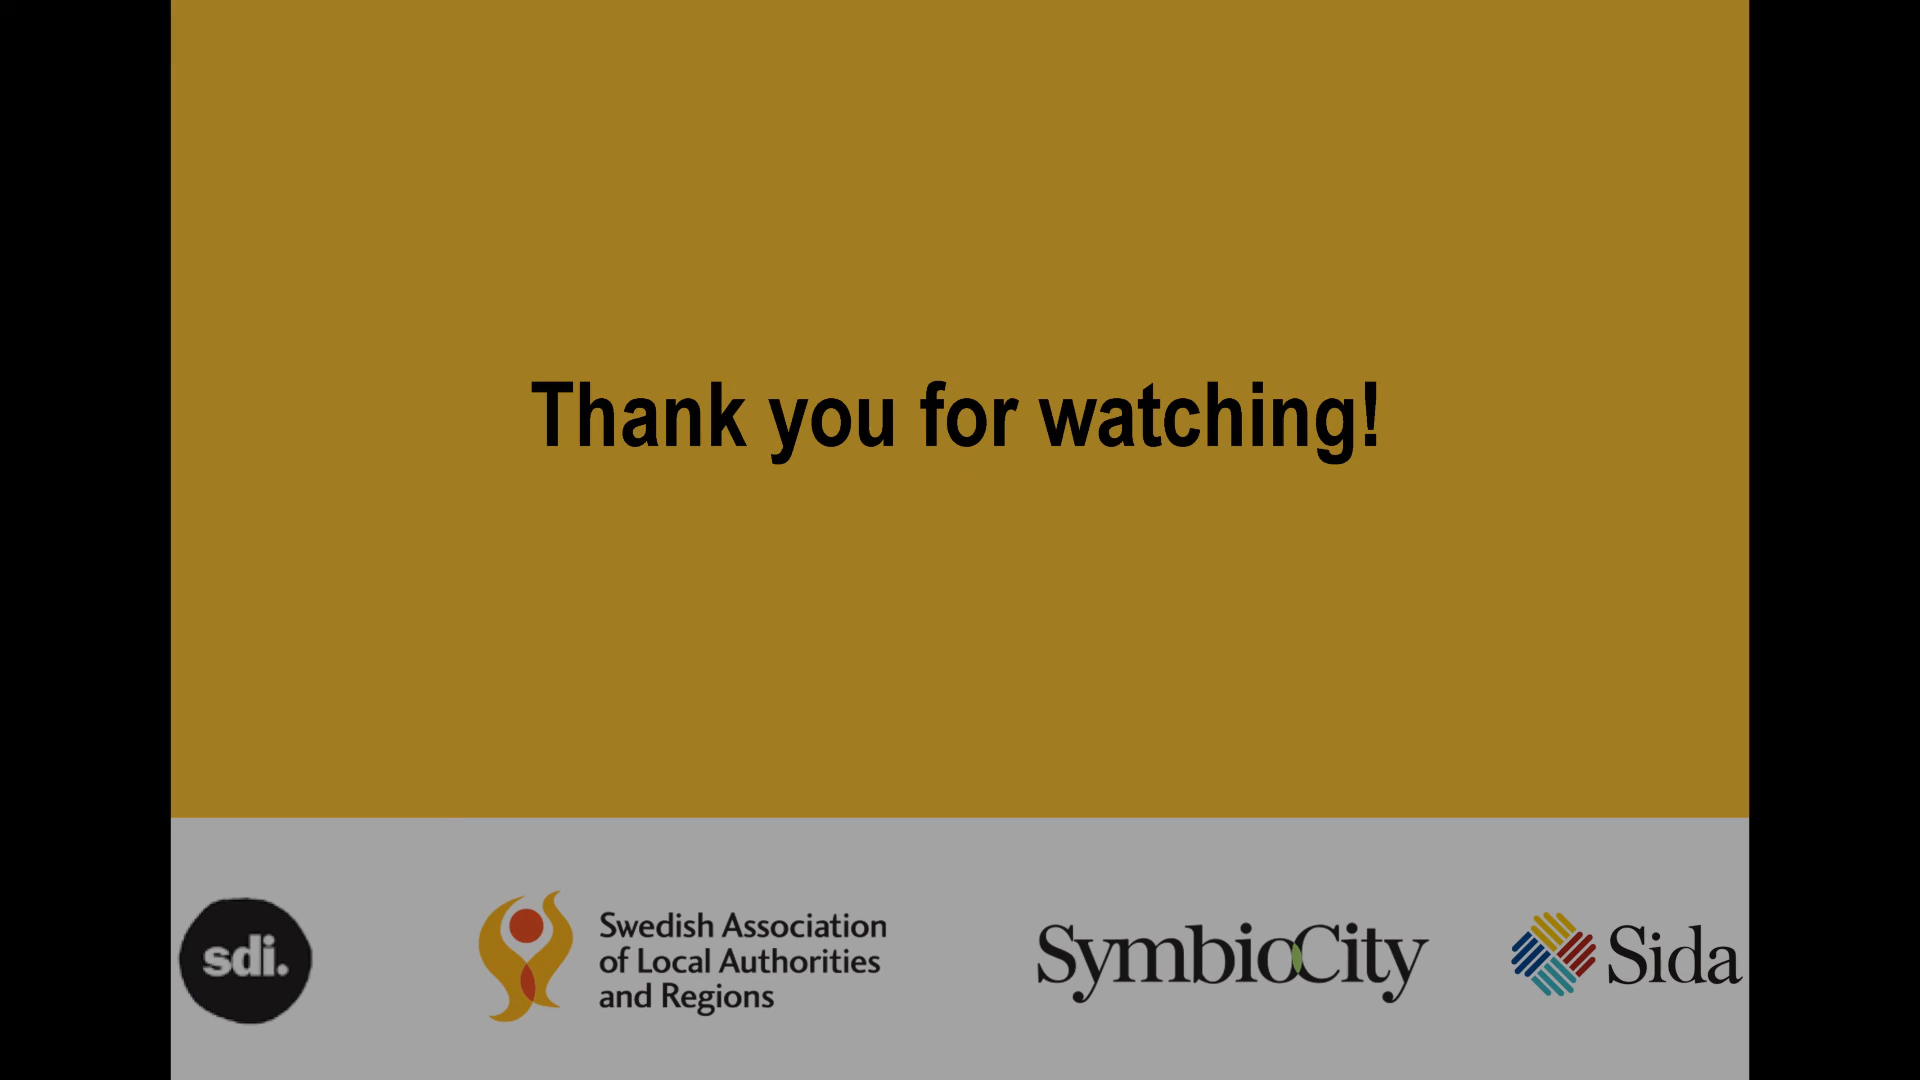 Thank you for watching!
sdi.
Swedish Association
of Local Authorities
and Regions
SymbioCity
Sida